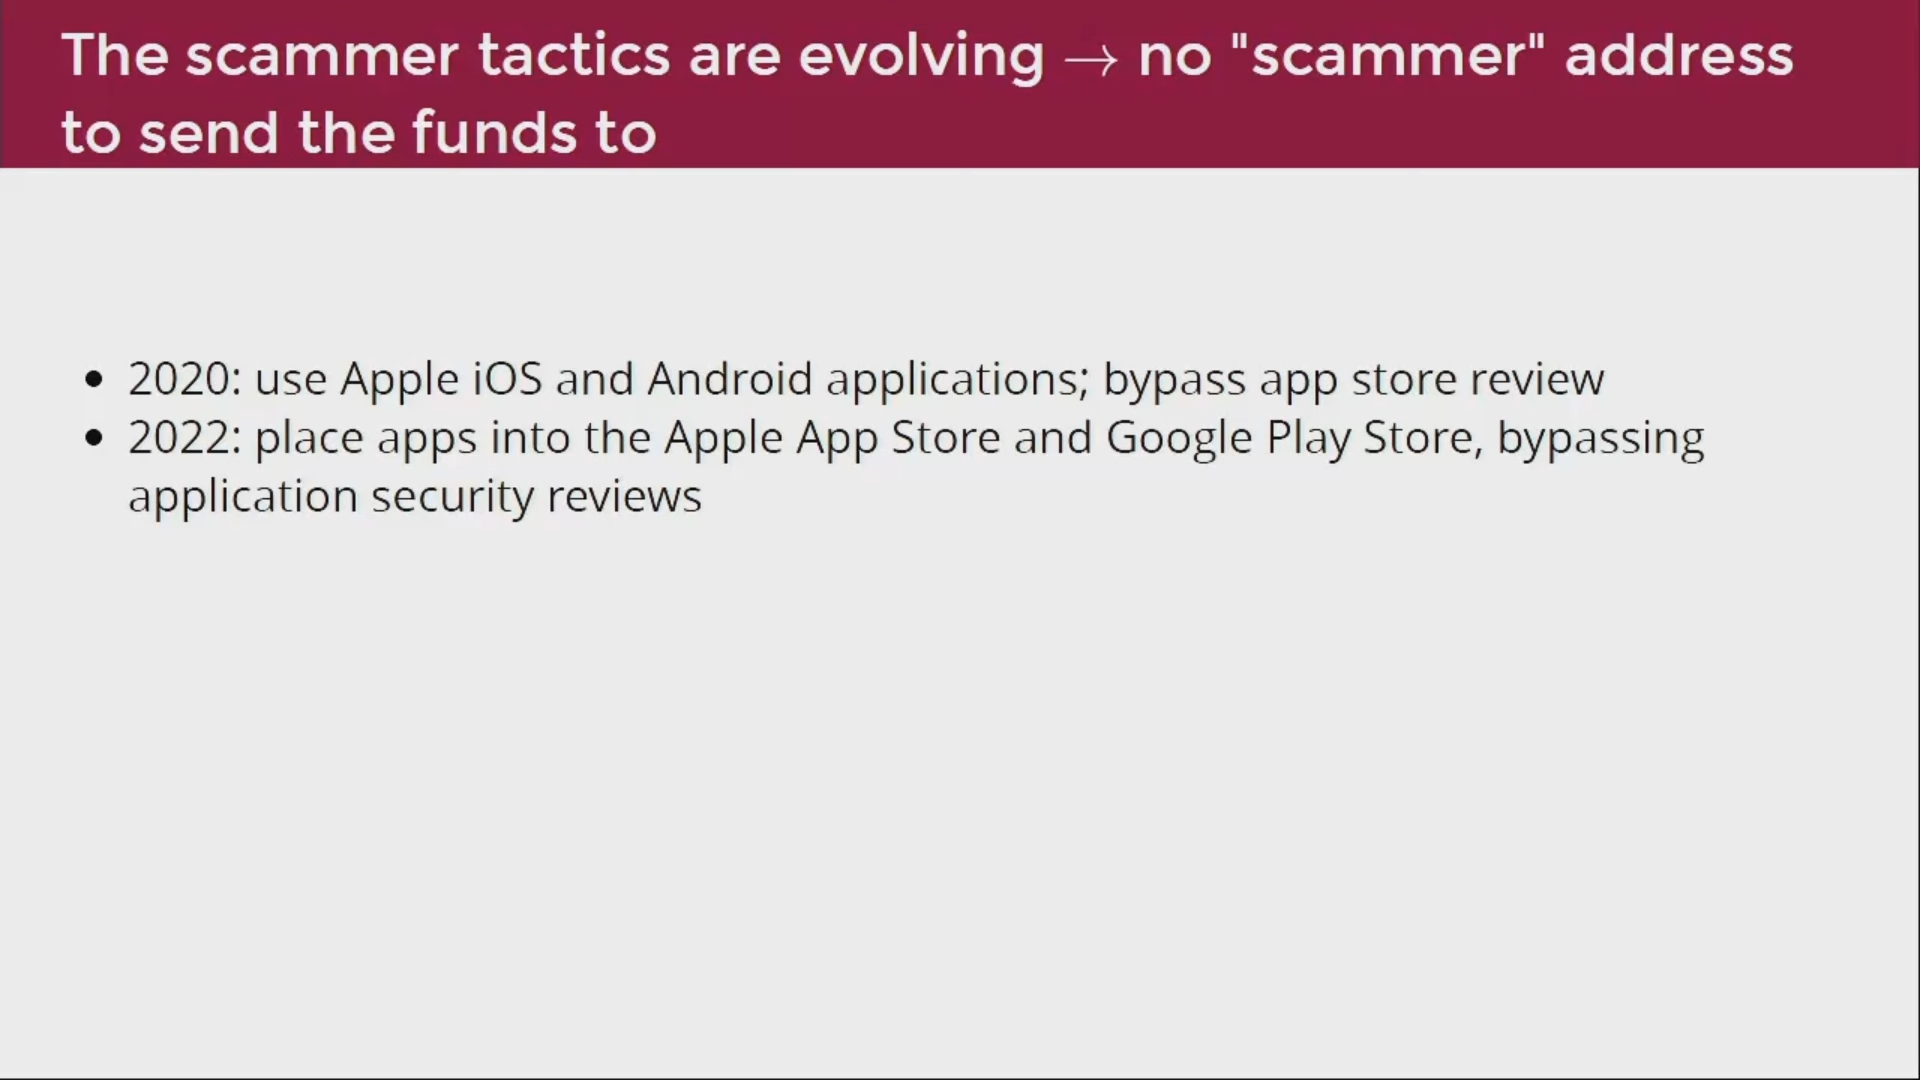 The scammer tactics are evolving → no "scammer" address
to send the funds to
• 2020: use Apple iOS and Android applications; bypass app store review
• 2022: place apps into the Apple App Store and Google Play Store, bypassing
application security reviews